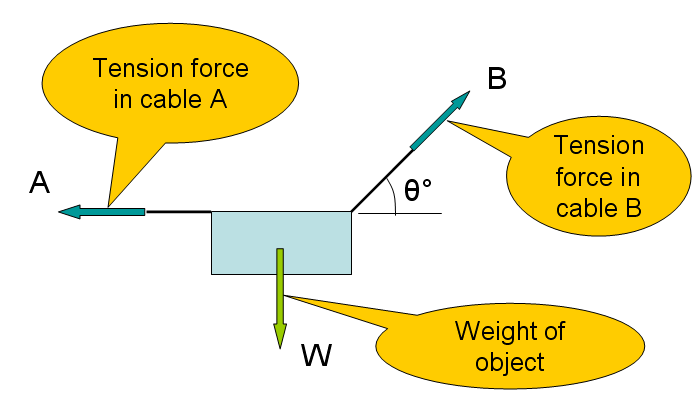 Tension force
in cable A
B
Tension
force in
cable B
A
θ°
W
Weight of
object